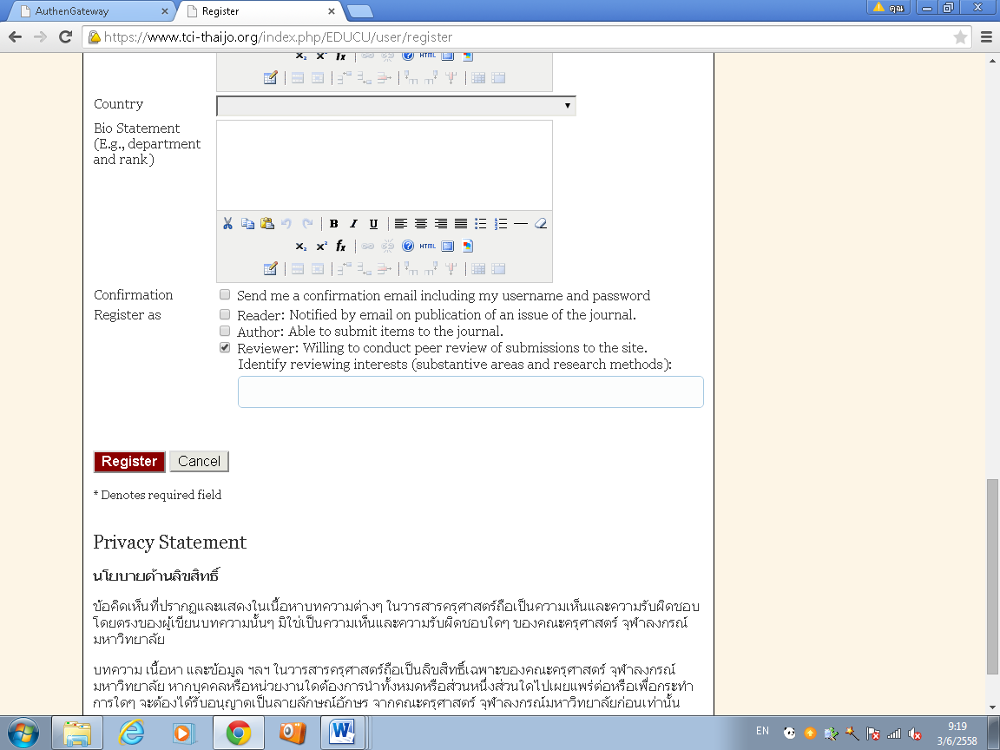 AuthenGateway
Register
คุณ
https://www.tci-thaijo.org/index.php/EDUCU/user/register
HTML
Country
Bio Statement
(E.g., department
and rank)
B I U
x₂ x² fx HTML
Confirmation
Send me a confirmation email including my username and password
Register as
Reader: Notified by email on publication of an issue of the journal.
Author: Able to submit items to the journal.
Reviewer: Willing to conduct peer review of submissions to the site.
Identify reviewing interests (substantive areas and research methods):
Register Cancel
* Denotes required field
Privacy Statement
นโยบายด้านลิขสิทธิ์
ข้อคิดเห็นที่ปรากฏและแสดงในเนื้อหาบทความต่างๆ ในวารสารครุศาสตร์ถือเป็นความเห็นและความรับผิดชอบ
โดยตรงของผู้เขียนบทความนั้นๆ มิใช่เป็นความเห็นและความรับผิดชอบใดๆ ของคณะครุศาสตร์ จุฬาลงกรณ์
มหาวิทยาลัย
บทความ เนื้อหา และข้อมูล ฯลฯ ในวารสารครุศาสตร์ถือเป็นลิขสิทธิ์เฉพาะของคณะครุศาสตร์ จุฬาลงกรณ์
มหาวิทยาลัย หากบุคคลหรือหน่วยงานใดต้องการนำทั้งหมดหรือส่วนหนึ่งส่วนใดไปเผยแพร่ต่อหรือเพื่อกระทำ
การใดๆ จะต้องได้รับอนุญาตเป็นลายลักษณ์อักษร จากคณะครุศาสตร์ จุฬาลงกรณ์มหาวิทยาลัยก่อนเท่านั้น
EN
9:19
3/6/2558